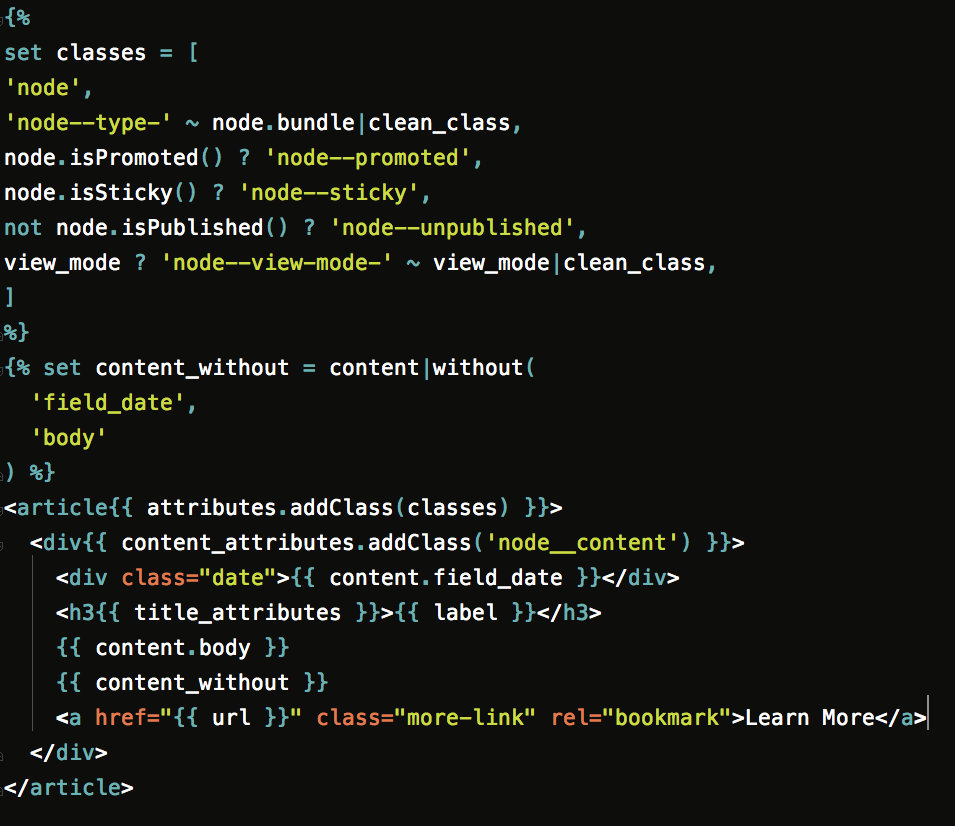 {%
set classes = [
'node',
'node--type-' ~ node.bundle|clean_class,
node.isPromoted() ? 'node--promoted',
node.isSticky() ? 'node--sticky',
not node.isPublished() ? 'node--unpublished',
view_mode ? 'node--view-mode-' ~ view_mode|clean_class,
]
%}
{% set content_without = content|without(
  'field_date',
  'body'
) %}
<article{{ attributes.addClass(classes) }}>
  <div{{ content_attributes.addClass('node__content') }}>
    <div class="date">{{ content.field_date }}</div>
    <h3{{ title_attributes }}>{{ label }}</h3>
    {{ content.body }}
    {{ content_without }}
    <a href="{{ url }}" class="more-link" rel="bookmark">Learn More</a>
  </div>
</article>